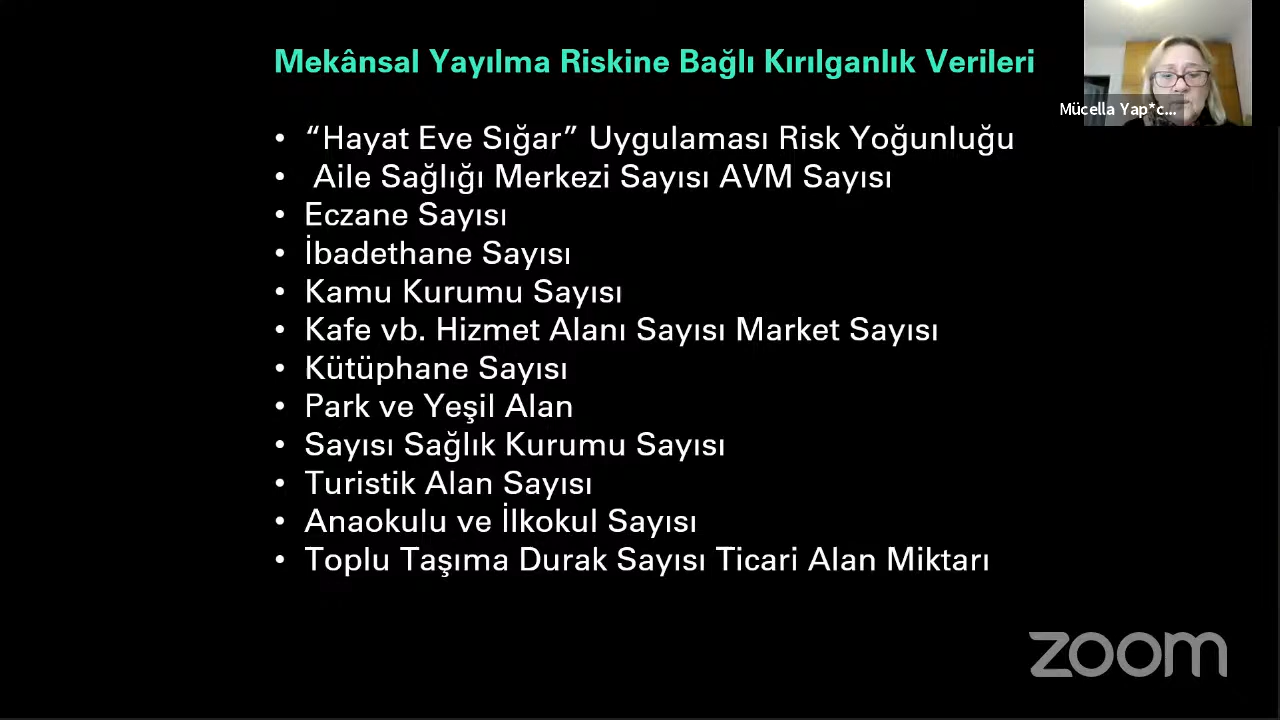 Mekânsal Yayılma Riskine Bağlı Kırılganlık Verileri
Mücella Yap*c...
• “Hayat Eve Sığar” Uygulaması Risk Yoğunluğu
• Aile Sağlığı Merkezi Sayısı AVM Sayısı
• Eczane Sayısı
• İbadethane Sayısı
• Kamu Kurumu Sayısı
• Kafe vb. Hizmet Alanı Sayısı Market Sayısı
• Kütüphane Sayısı
• Park ve Yeşil Alan
• Sayısı Sağlık Kurumu Sayısı
• Turistik Alan Sayısı
• Anaokulu ve İlkokul Sayısı
• Toplu Taşıma Durak Sayısı Ticari Alan Miktarı
zoom